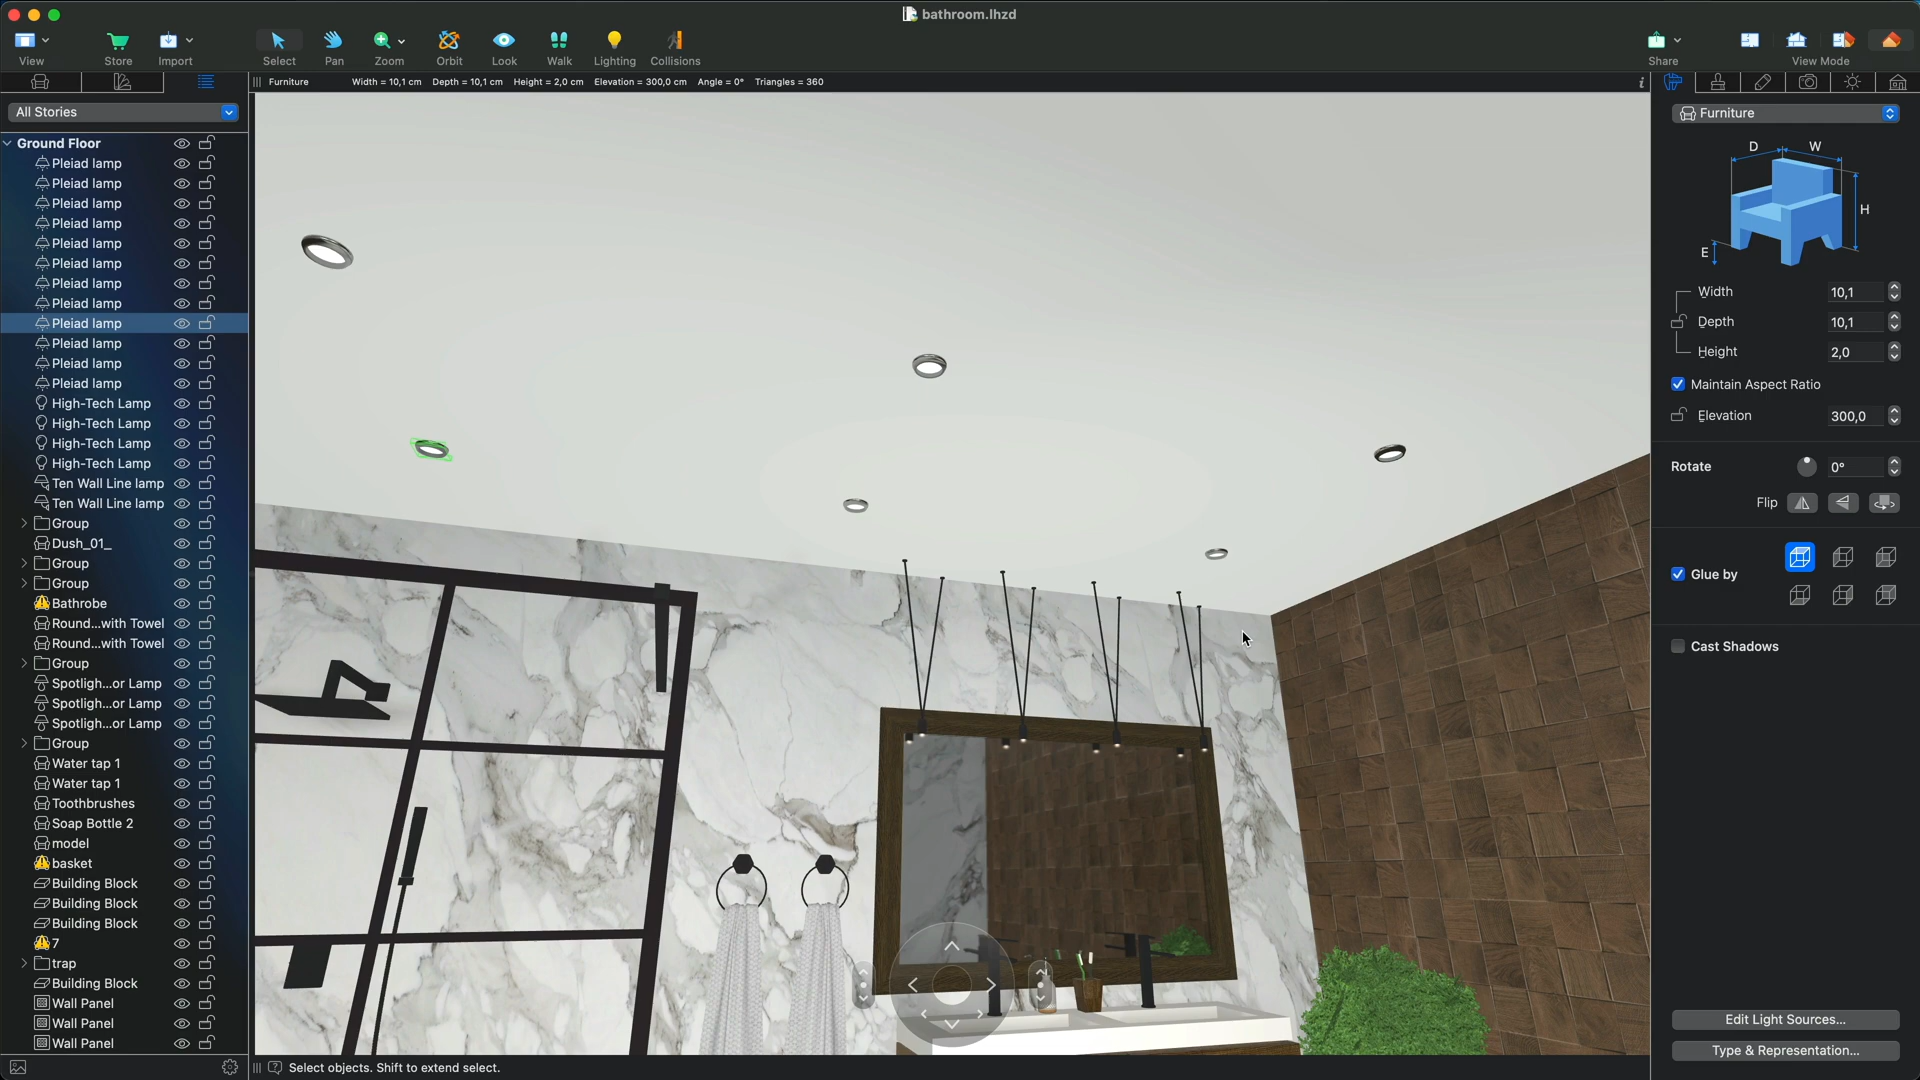 bathroom.lhzd
View
Store
Import
Select
Pan
Zoom
Orbit
Look
Walk
Lighting
Collisions
Share
View Mode
Furniture Width = 10,1 cm Depth = 10,1 cm Height = 2,0 cm Elevation = 300,0 cm Angle = 0° Triangles = 360
All Stories
Ground Floor
Pleiad lamp
Pleiad lamp
Pleiad lamp
Pleiad lamp
Pleiad lamp
Pleiad lamp
Pleiad lamp
Pleiad lamp
Pleiad lamp
Pleiad lamp
Pleiad lamp
Pleiad lamp
High-Tech Lamp
High-Tech Lamp
High-Tech Lamp
High-Tech Lamp
Ten Wall Line lamp
Ten Wall Line lamp
Group
Dush_01_
Group
Group
Bathrobe
Round...with Towel
Round...with Towel
Group
Spotligh...or Lamp
Spotligh...or Lamp
Spotligh...or Lamp
Group
Water tap 1
Water tap 1
Toothbrushes
Soap Bottle 2
model
basket
Building Block
Building Block
Building Block
7
trap
Building Block
Wall Panel
Wall Panel
Wall Panel
Select objects. Shift to extend select.
Furniture
D W
H
E
Width 10,1
Depth 10,1
Height 2,0
Maintain Aspect Ratio
Elevation 300,0
Rotate 0°
Flip
Glue by
Cast Shadows
Edit Light Sources...
Type & Representation...